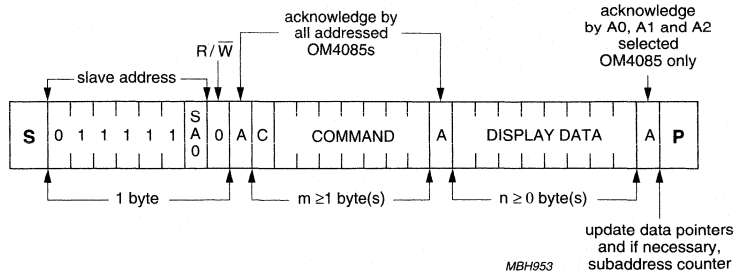 acknowledge by
all addressed
OM4085s
acknowledge
by A0, A1 and A2
selected
OM4085 only
R/W̅
slave address
S 0 1 1 1 1 1 SA0 0 A C COMMAND A DISPLAY DATA A P
1 byte
m ≥1 byte(s)
n ≥ 0 byte(s)
update data pointers
and if necessary,
subaddress counter
MBH953